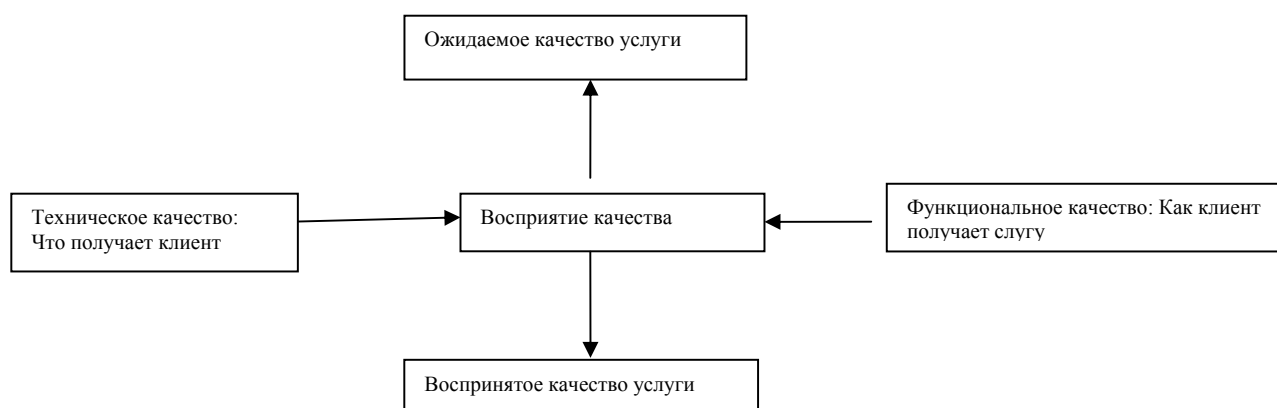 Ожидаемое качество услуги
Техническое качество:
Что получает клиент
Восприятие качества
Функциональное качество: Как клиент
получает слугу
Воспринятое качество услуги